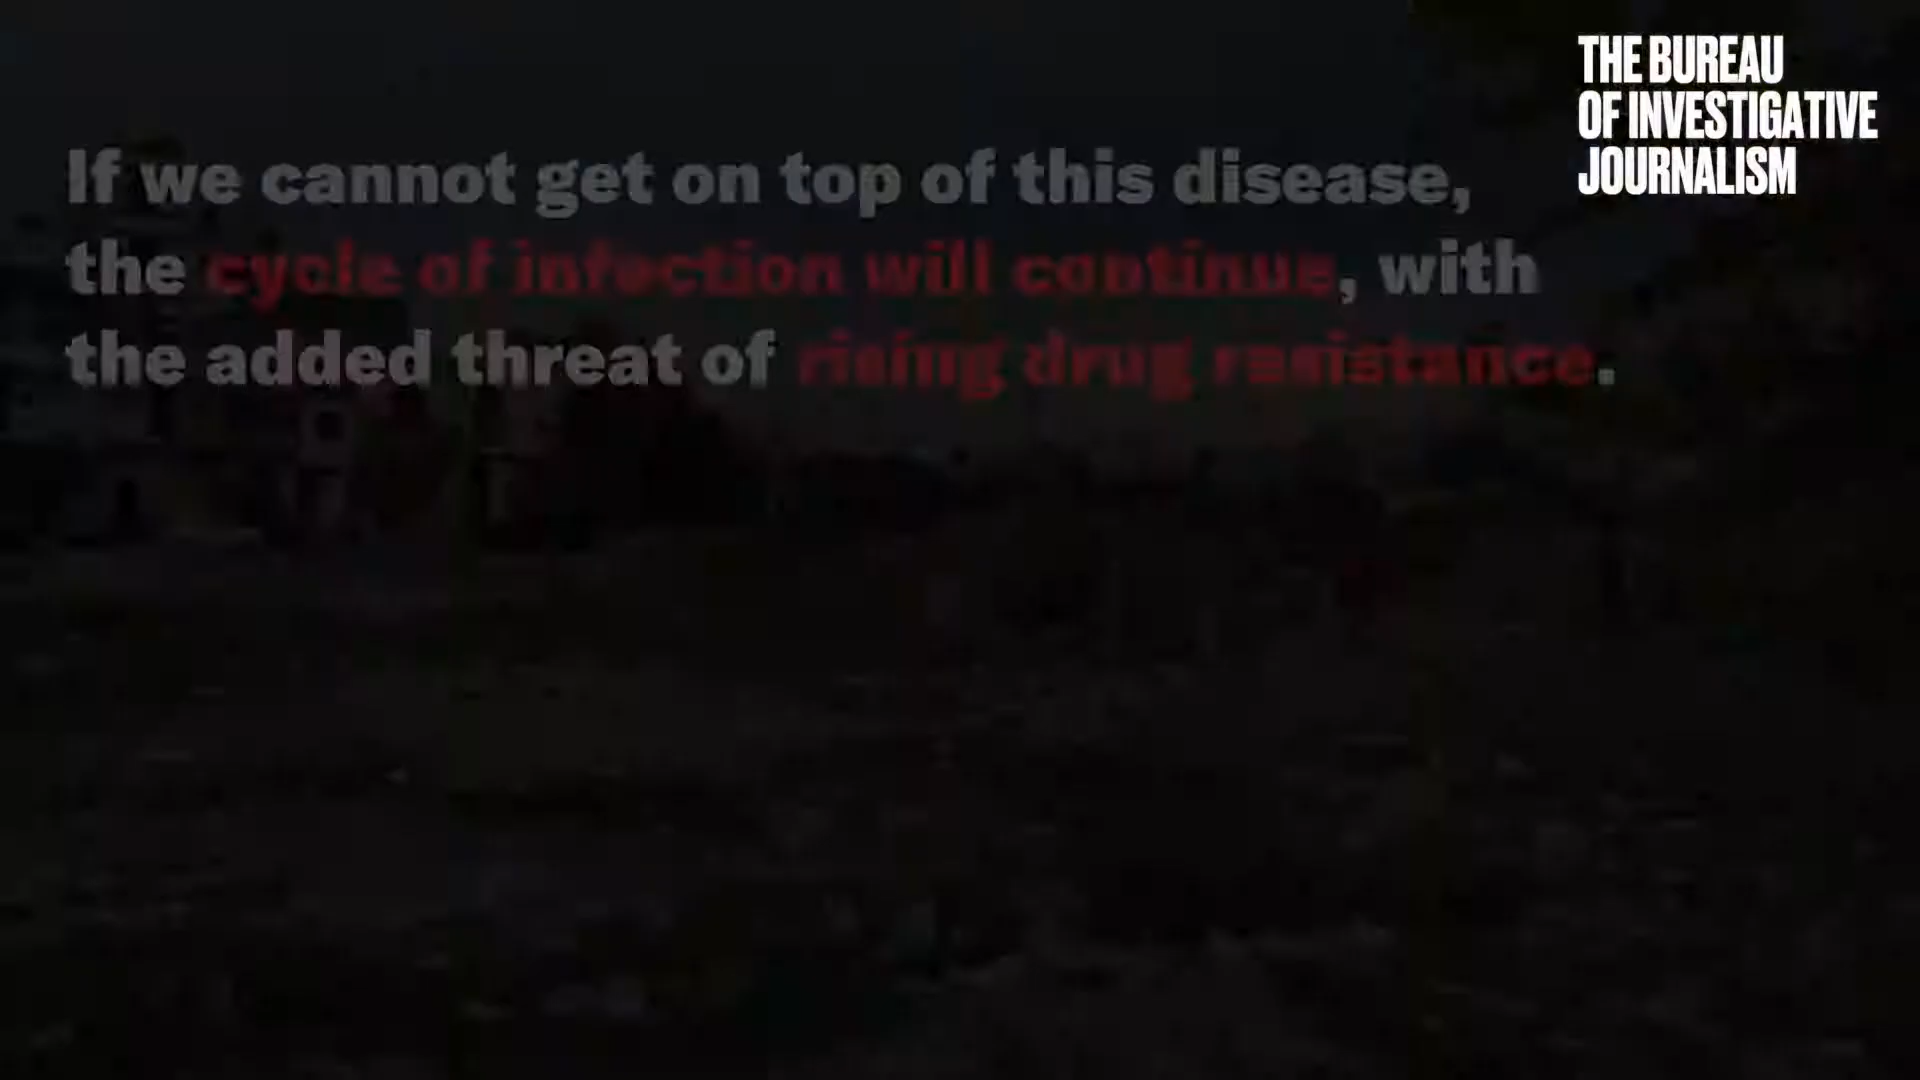 THE BUREAU
OF INVESTIGATIVE
JOURNALISM
If we cannot get on top of this disease,
the cycle of infection will continue, with
the added threat of rising drug resistance.